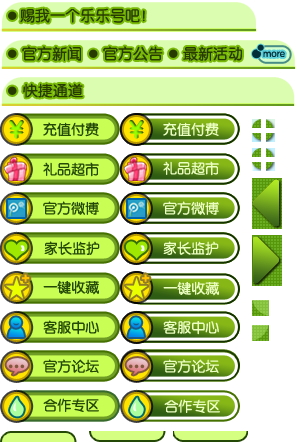 赐我一个乐乐号吧!
官方新闻 官方公告 最新活动 more
快捷通道
充值付费 充值付费
礼品超市 礼品超市
官方微博 官方微博
家长监护 家长监护
一键收藏 一键收藏
客服中心 客服中心
官方论坛 官方论坛
合作专区 合作专区